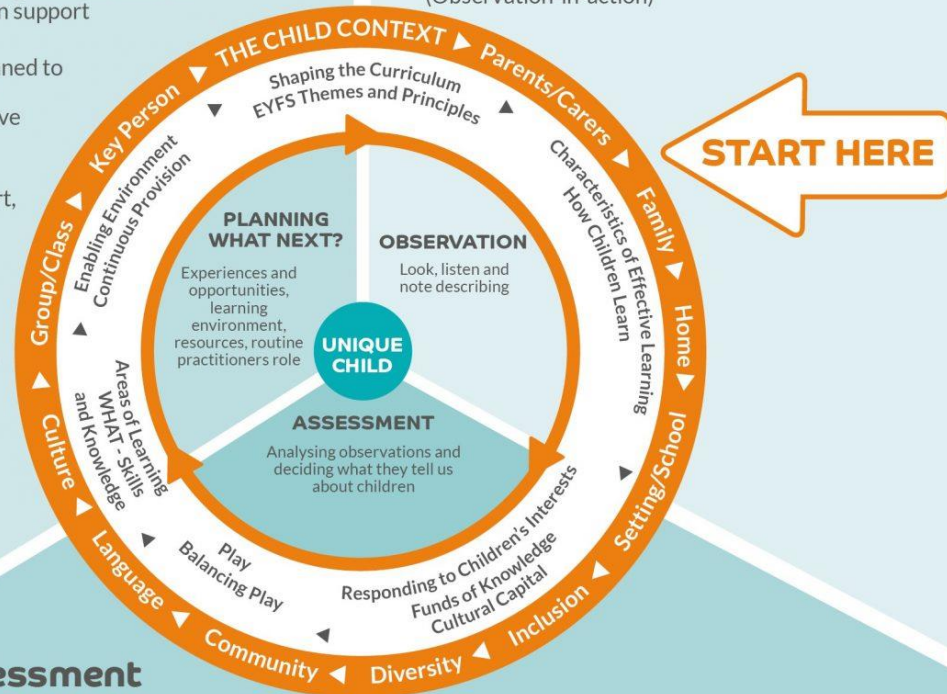 n support
ned to
ve
rt,
(Observation-in-action)
START HERE
THE CHILD CONTEXT ▶ Parents/Carers ▶ Family ▶ Home ▶ Setting/School ▶ Inclusion ▶ Diversity ▶ Community ▶ Language ▶ Culture ▶ Group/Class ▶ Key Person ▶
Shaping the Curriculum
EYFS Themes and Principles
Characteristics of Effective Learning
How Children Learn
Responding to Children's Interests
Funds of Knowledge
Cultural Capital
Play
Balancing Play
Areas of Learning
WHAT - Skills
and Knowledge
Enabling Environment
Continuous Provision
PLANNING
WHAT NEXT?
Experiences and
opportunities,
learning
environment,
resources, routine
practitioners role
OBSERVATION
Look, listen and
note describing
UNIQUE
CHILD
ASSESSMENT
Analysing observations and
deciding what they tell us
about children
essment